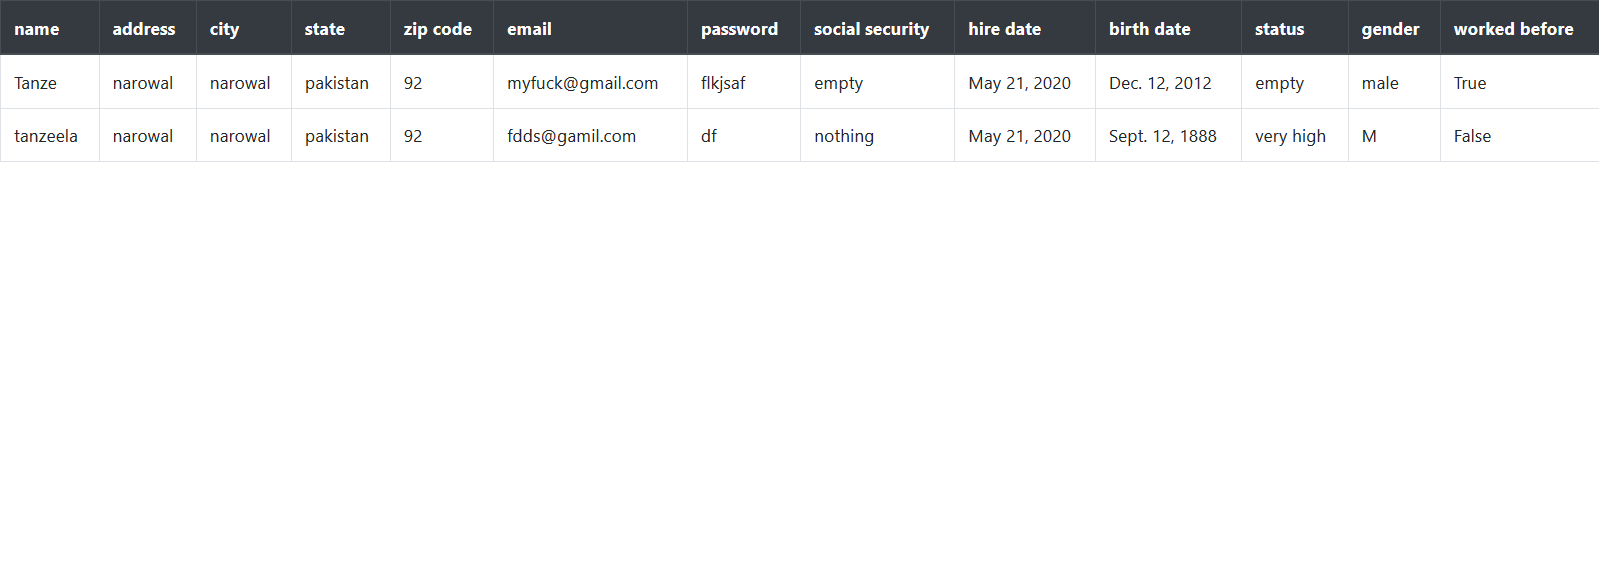 name address city state zip code email password social security hire date birth date status gender worked before
Tanze narowal narowal pakistan 92 myfuck@gmail.com flkjsaf empty May 21, 2020 Dec. 12, 2012 empty male True
tanzeela narowal narowal pakistan 92 fdds@gamil.com df nothing May 21, 2020 Sept. 12, 1888 very high M False